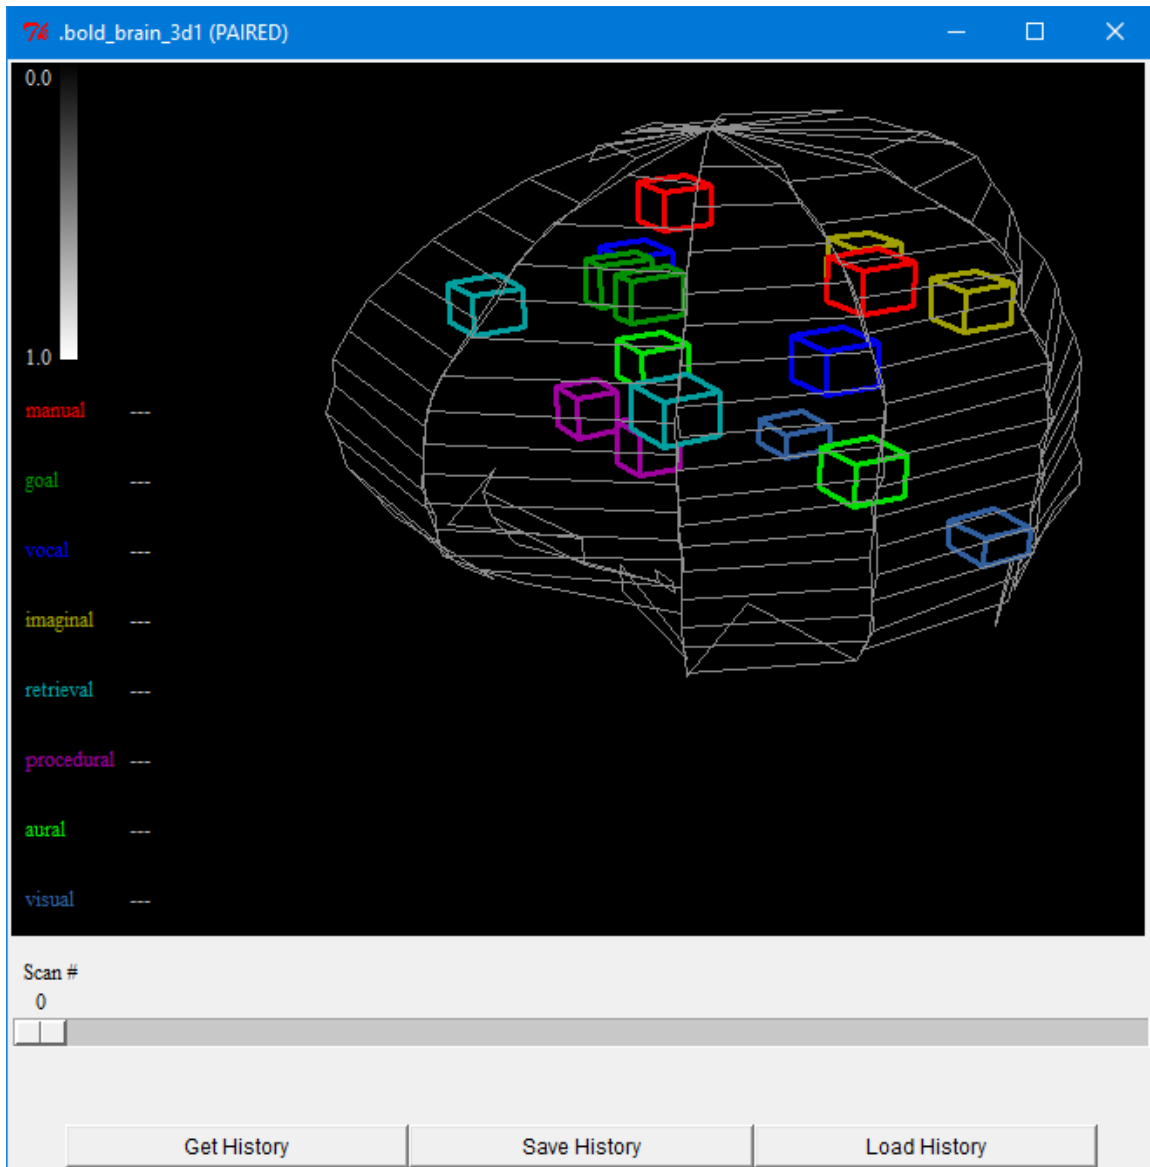 .bold_brain_3d1 (PAIRED)
0.0
1.0
manual ---
goal ---
vocal ---
imaginal ---
retrieval ---
procedural ---
aural ---
visual ---
Scan #
0
Get History Save History Load History